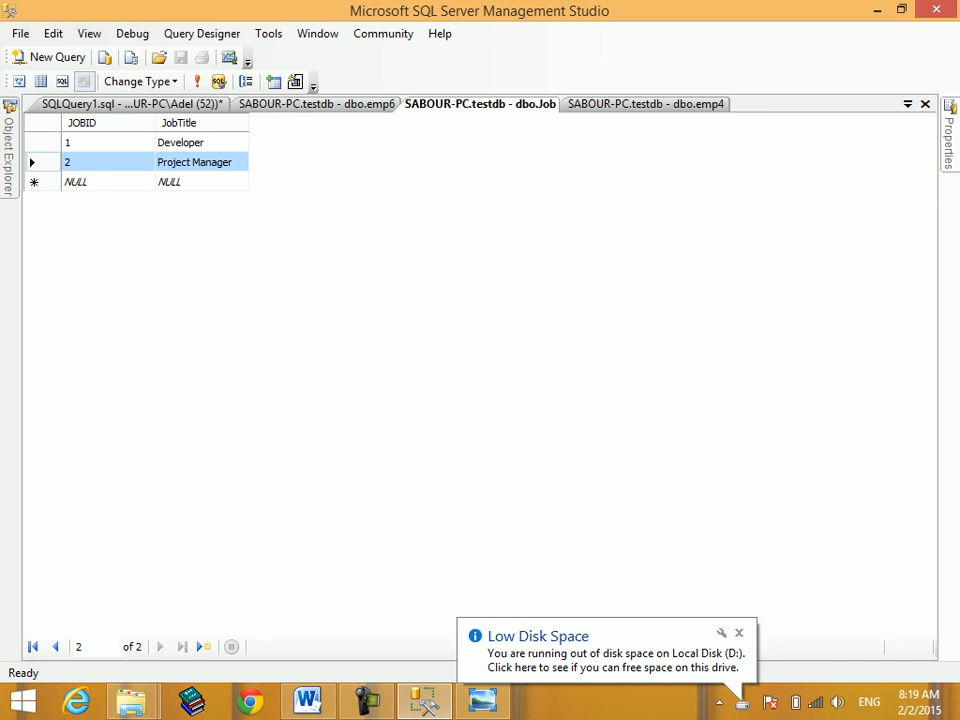 Microsoft SQL Server Management Studio
File Edit View Debug Query Designer Tools Window Community Help
New Query
Change Type
SQLQuery1.sql - ...UR-PC\Adel (52))* SABOUR-PC.testdb - dbo.emp6 SABOUR-PC.testdb - dbo.Job SABOUR-PC.testdb - dbo.emp4
Object Explorer
Properties
JOBID JobTitle
1 Developer
2 Project Manager
NULL NULL
2 of 2
Low Disk Space
You are running out of disk space on Local Disk (D:).
Click here to see if you can free space on this drive.
Ready
ENG
8:19 AM
2/2/2015